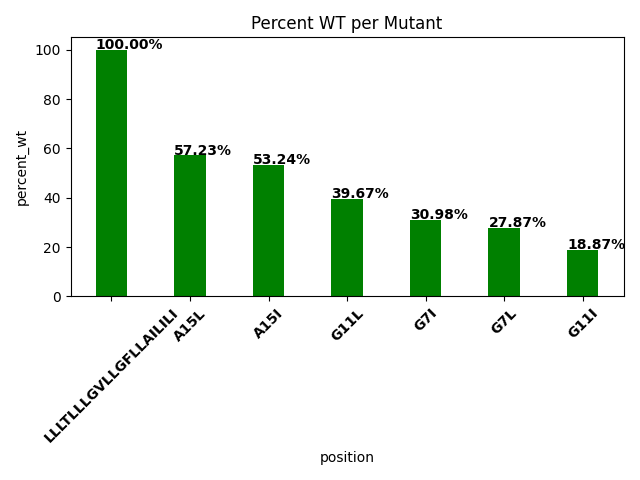 Percent WT per Mutant
percent_wt
100
80
60
40
20
0
100.00%
57.23%
53.24%
39.67%
30.98%
27.87%
18.87%
LLLTLLLGVLLGFLLAILILILI
A15L
A15I
G11L
G7I
G7L
G11I
position